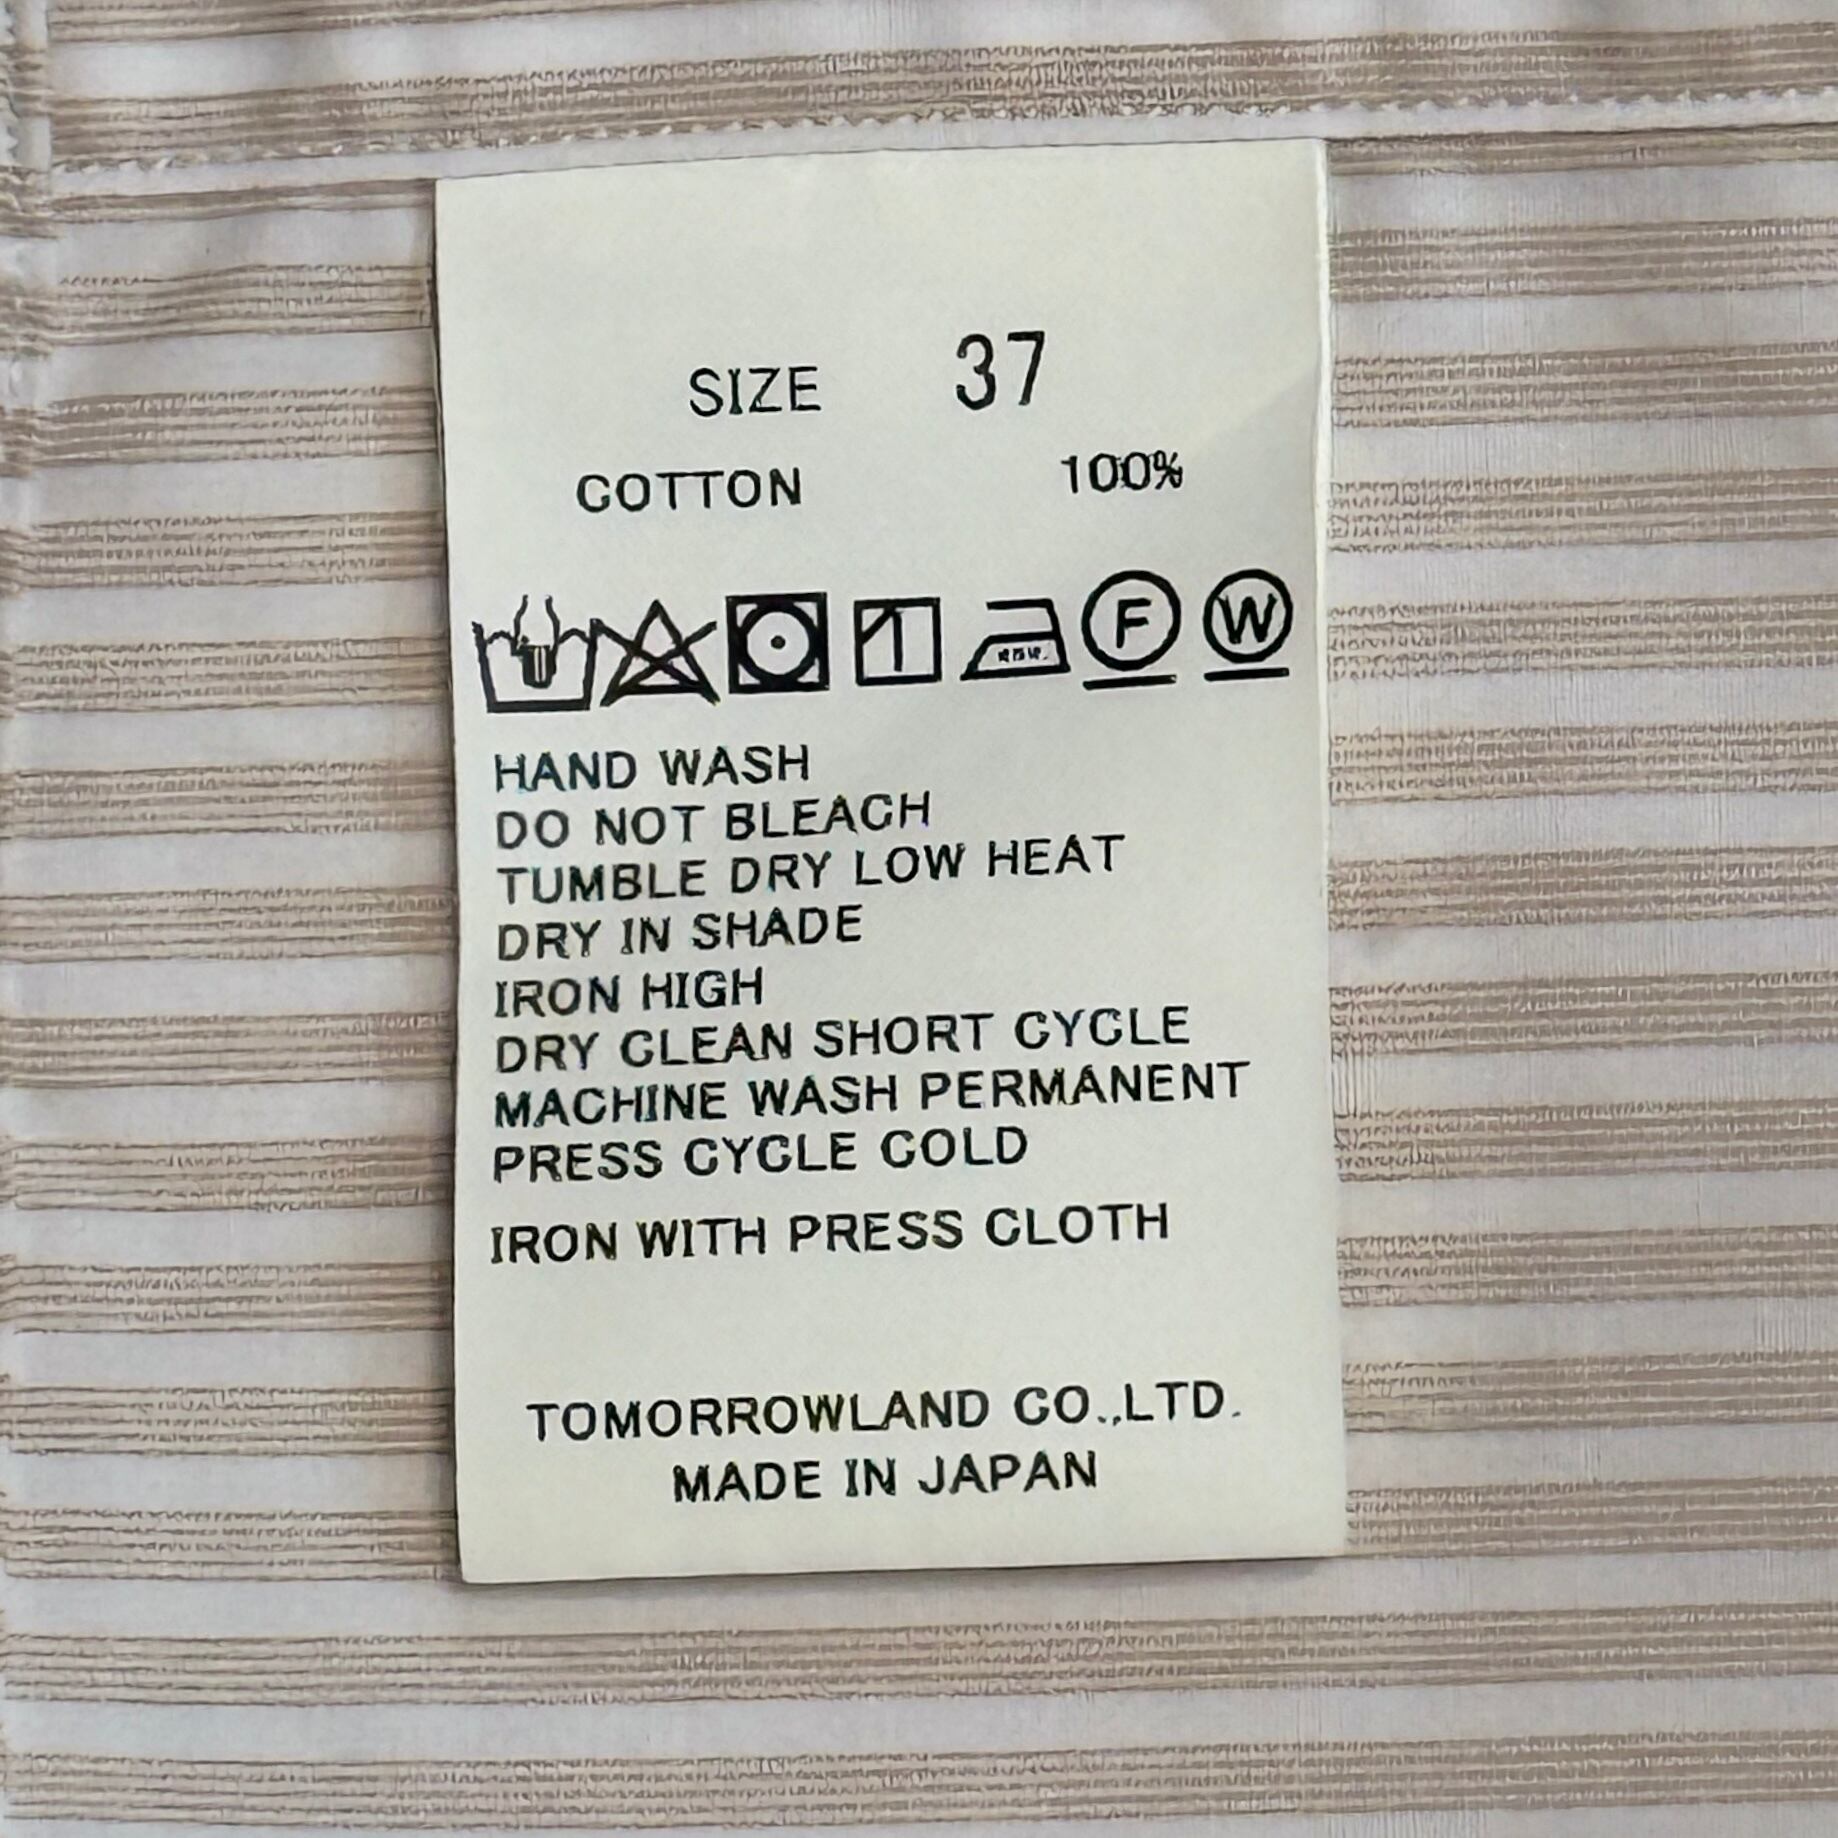 SIZE 37
COTTON 100%
F W
HAND WASH
DO NOT BLEACH
TUMBLE DRY LOW HEAT
DRY IN SHADE
IRON HIGH
DRY CLEAN SHORT CYCLE
MACHINE WASH PERMANENT
PRESS CYCLE COLD
IRON WITH PRESS CLOTH
TOMORROWLAND CO.,LTD.
MADE IN JAPAN